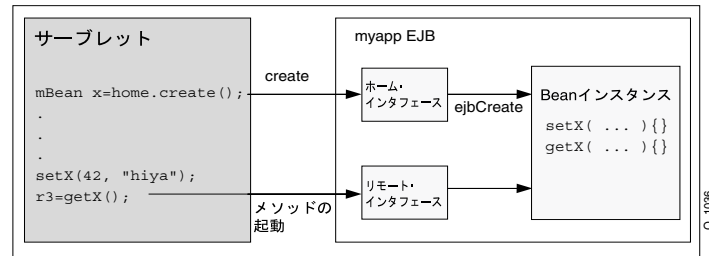 サーブレット
mBean x=home.create();
.
.
.
setX(42, "hiya");
r3=getX();
create
メソッドの
起動
myapp EJB
ホーム・
インタフェース
ejbCreate
リモート・
インタフェース
Beanインスタンス
setX( ... ){}
getX( ... ){}
O_1036